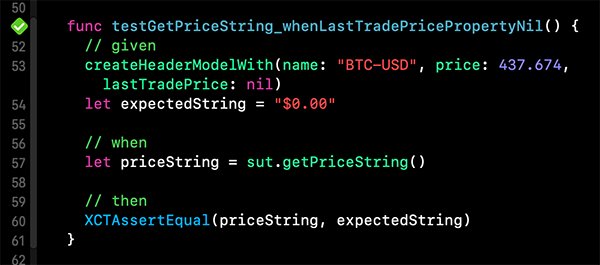 50
51 func testGetPriceString_whenLastTradePricePropertyNil() {
52 // given
53 createHeaderModelWith(name: "BTC-USD", price: 437.674,
lastTradePrice: nil)
54 let expectedString = "$0.00"
55
56 // when
57 let priceString = sut.getPriceString()
58
59 // then
60 XCTAssertEqual(priceString, expectedString)
61 }
62